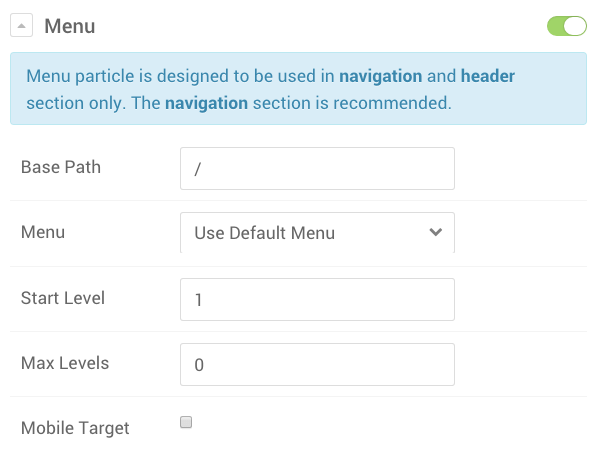 Menu
Menu particle is designed to be used in navigation and header
section only. The navigation section is recommended.
Base Path
/
Menu
Use Default Menu
Start Level
1
Max Levels
0
Mobile Target